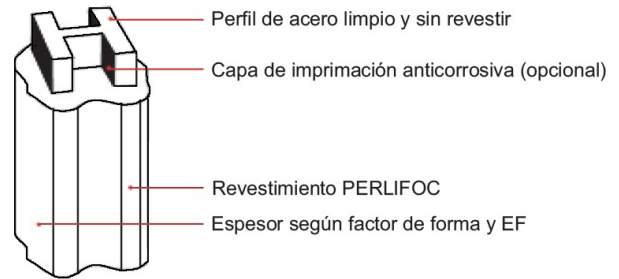 Perfil de acero limpio y sin revestir
Capa de imprimación anticorrosiva (opcional)
Revestimiento PERLIFOC
Espesor según factor de forma y EF